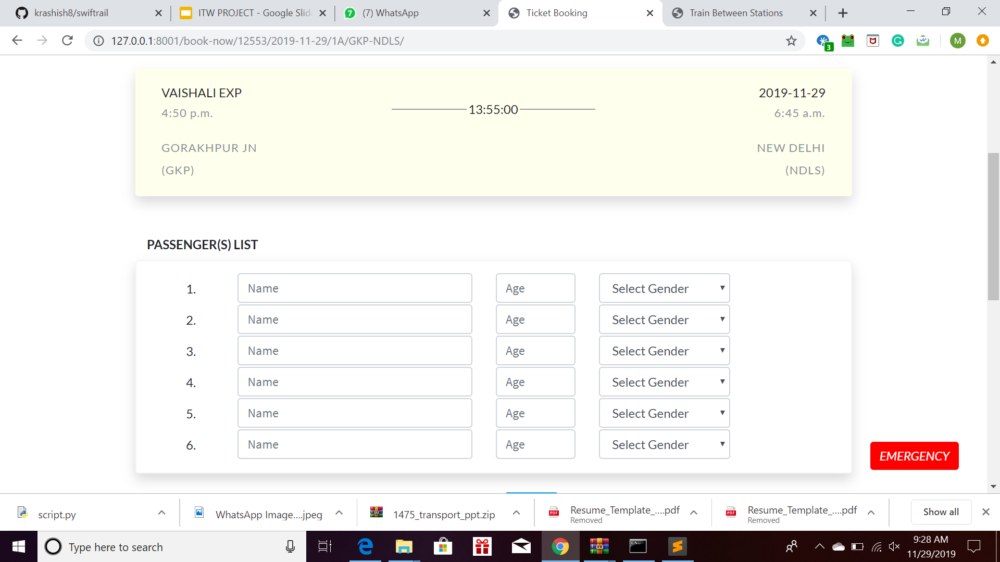 krashish8/swiftrail
ITW PROJECT - Google Slide
7
(7) WhatsApp
Ticket Booking
Train Between Stations
127.0.0.1:8001/book-now/12553/2019-11-29/1A/GKP-NDLS/
3
M
VAISHALI EXP
2019-11-29
4:50 p.m.
13:55:00
6:45 a.m.
GORAKHPUR JN
NEW DELHI
(GKP)
(NDLS)
PASSENGER(S) LIST
1. Name Age Select Gender
2. Name Age Select Gender
3. Name Age Select Gender
4. Name Age Select Gender
5. Name Age Select Gender
6. Name Age Select Gender
EMERGENCY
script.py
WhatsApp Image....jpeg
1475_transport_ppt.zip
PDF
Resume_Template_....pdf
Removed
PDF
Resume_Template_....pdf
Removed
Show all
Type here to search
9:28 AM
11/29/2019